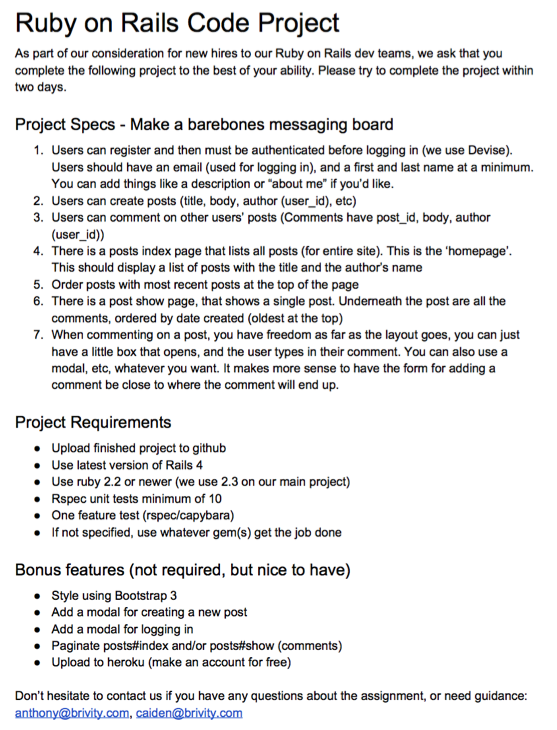 Ruby on Rails Code Project
As part of our consideration for new hires to our Ruby on Rails dev teams, we ask that you
complete the following project to the best of your ability. Please try to complete the project within
two days.
Project Specs - Make a barebones messaging board
1. Users can register and then must be authenticated before logging in (we use Devise).
Users should have an email (used for logging in), and a first and last name at a minimum.
You can add things like a description or “about me” if you’d like.
2. Users can create posts (title, body, author (user_id), etc)
3. Users can comment on other users’ posts (Comments have post_id, body, author
(user_id))
4. There is a posts index page that lists all posts (for entire site). This is the ‘homepage’.
This should display a list of posts with the title and the author’s name
5. Order posts with most recent posts at the top of the page
6. There is a post show page, that shows a single post. Underneath the post are all the
comments, ordered by date created (oldest at the top)
7. When commenting on a post, you have freedom as far as the layout goes, you can just
have a little box that opens, and the user types in their comment. You can also use a
modal, etc, whatever you want. It makes more sense to have the form for adding a
comment be close to where the comment will end up.
Project Requirements
● Upload finished project to github
● Use latest version of Rails 4
● Use ruby 2.2 or newer (we use 2.3 on our main project)
● Rspec unit tests minimum of 10
● One feature test (rspec/capybara)
● If not specified, use whatever gem(s) get the job done
Bonus features (not required, but nice to have)
● Style using Bootstrap 3
● Add a modal for creating a new post
● Add a modal for logging in
● Paginate posts#index and/or posts#show (comments)
● Upload to heroku (make an account for free)
Don’t hesitate to contact us if you have any questions about the assignment, or need guidance:
anthony@brivity.com, caiden@brivity.com